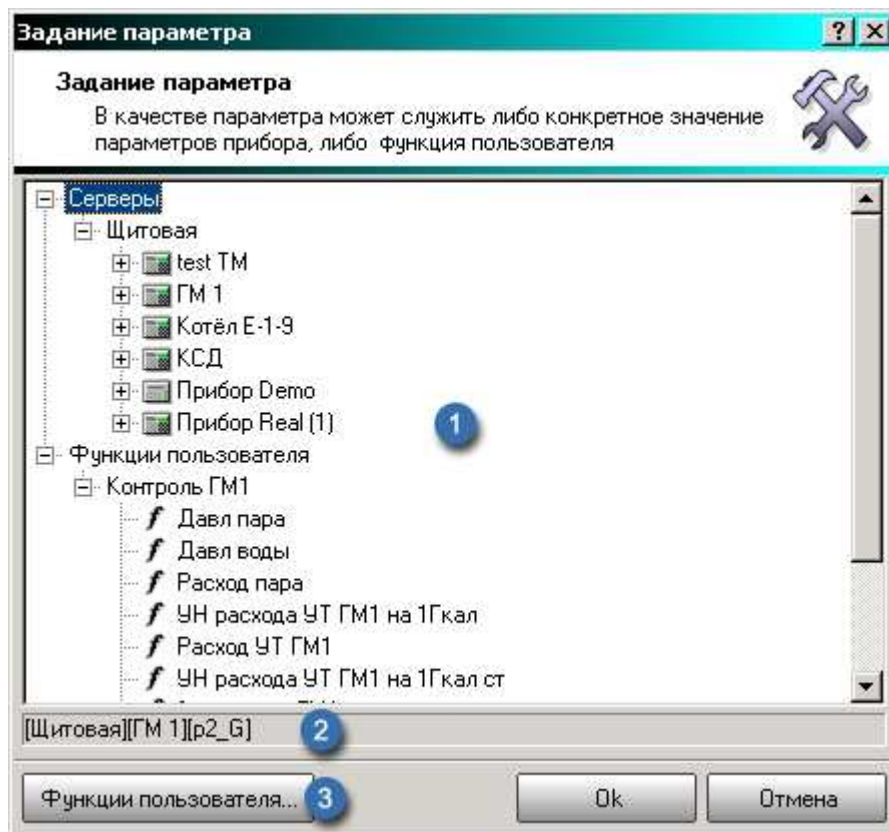 Задание параметра
Задание параметра
В качестве параметра может служить либо конкретное значение
параметров прибора, либо функция пользователя
Серверы
Щитовая
test TM
ГМ 1
Котёл Е-1-9
КСД
Прибор Demo
Прибор Real (1)
1
Функции пользователя
Контроль ГМ1
f Давл пара
f Давл воды
f Расход пара
f УН расхода УТ ГМ1 на 1Гкал
f Расход УТ ГМ1
f УН расхода УТ ГМ1 на 1Гкал ст
[Щитовая][ГМ 1][p2_G] 2
Функции пользователя... 3 Ok Отмена